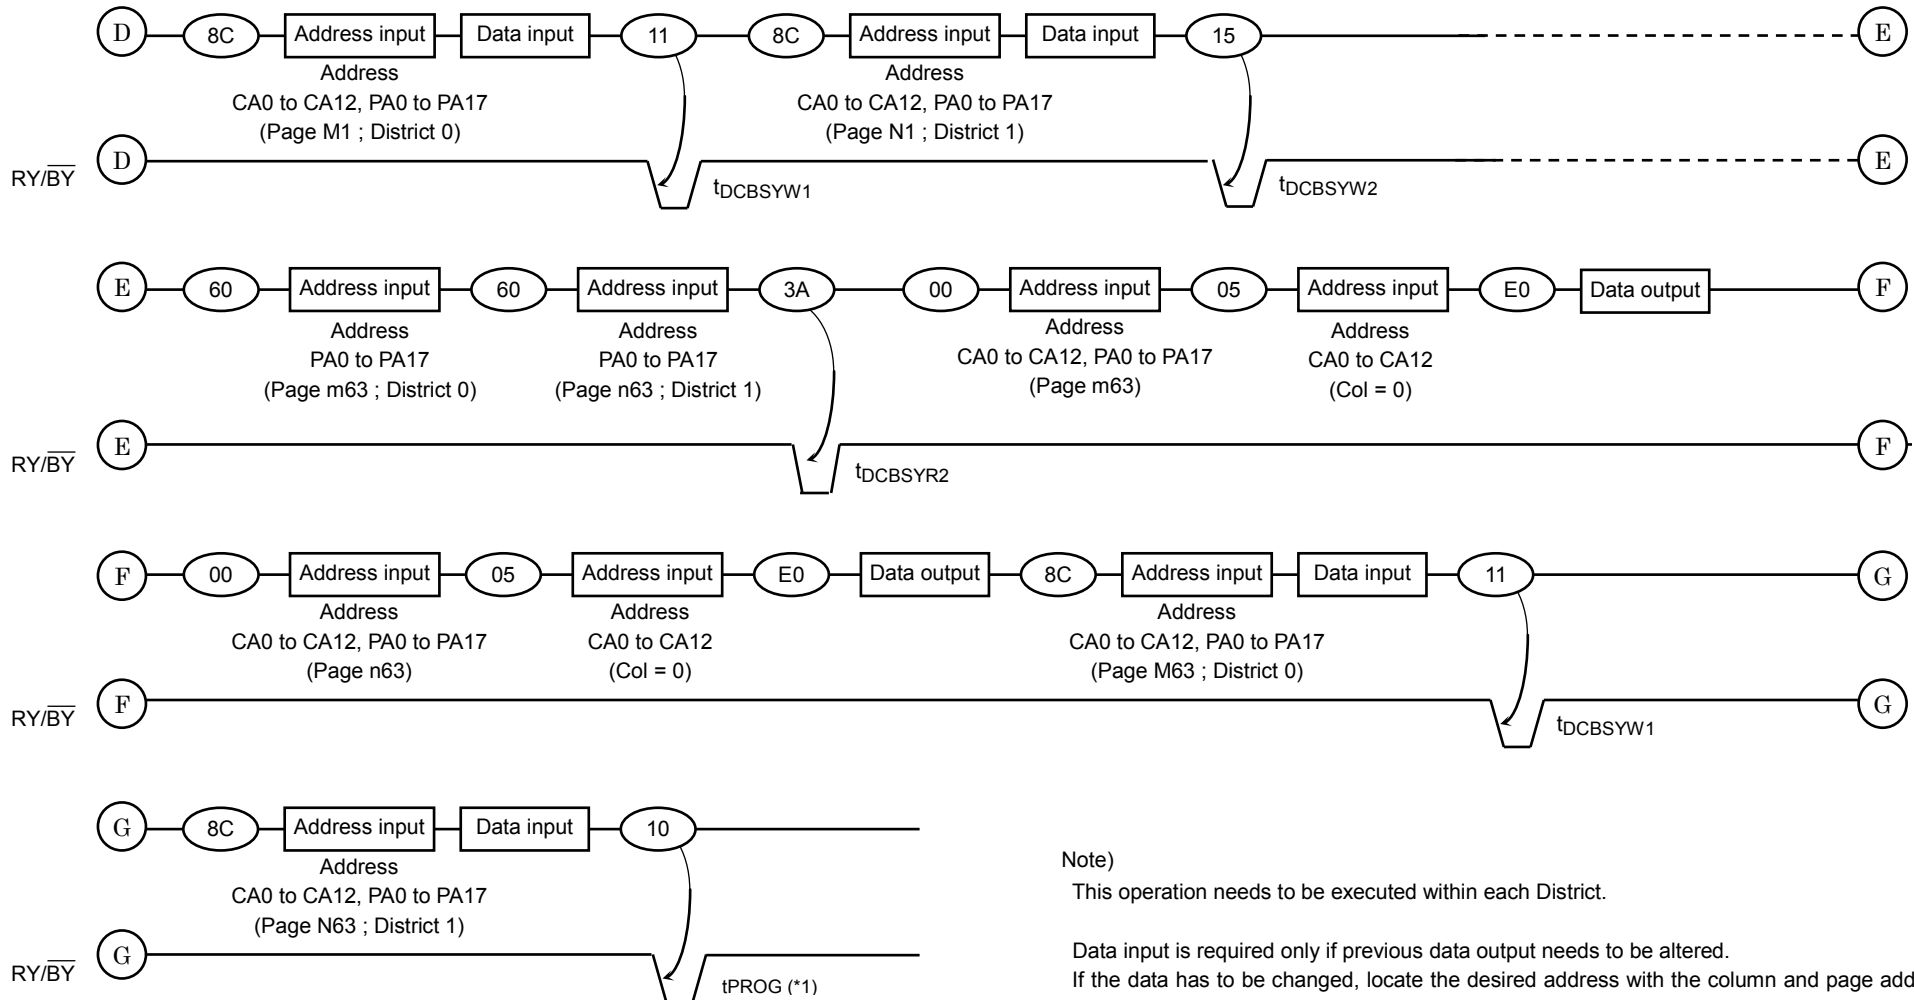 D 8C Address input Data input 11 8C Address input Data input 15 E
Address Address
CA0 to CA12, PA0 to PA17 CA0 to CA12, PA0 to PA17
(Page M1 ; District 0) (Page N1 ; District 1)
RY/BY D tDCBSYW1 tDCBSYW2 E
E 60 Address input 60 Address input 3A 00 Address input 05 Address input E0 Data output F
Address Address Address Address
PA0 to PA17 PA0 to PA17 CA0 to CA12, PA0 to PA17 CA0 to CA12
(Page m63 ; District 0) (Page n63 ; District 1) (Page m63) (Col = 0)
RY/BY E tDCBSYR2 F
F 00 Address input 05 Address input E0 Data output 8C Address input Data input 11 G
Address Address Address
CA0 to CA12, PA0 to PA17 CA0 to CA12 CA0 to CA12, PA0 to PA17
(Page n63) (Col = 0) (Page M63 ; District 0)
RY/BY F tDCBSYW1 G
G 8C Address input Data input 10
Address
CA0 to CA12, PA0 to PA17
(Page N63 ; District 1)
RY/BY G tPROG (*1)
Note)
This operation needs to be executed within each District.
Data input is required only if previous data output needs to be altered.
If the data has to be changed, locate the desired address with the column and page add